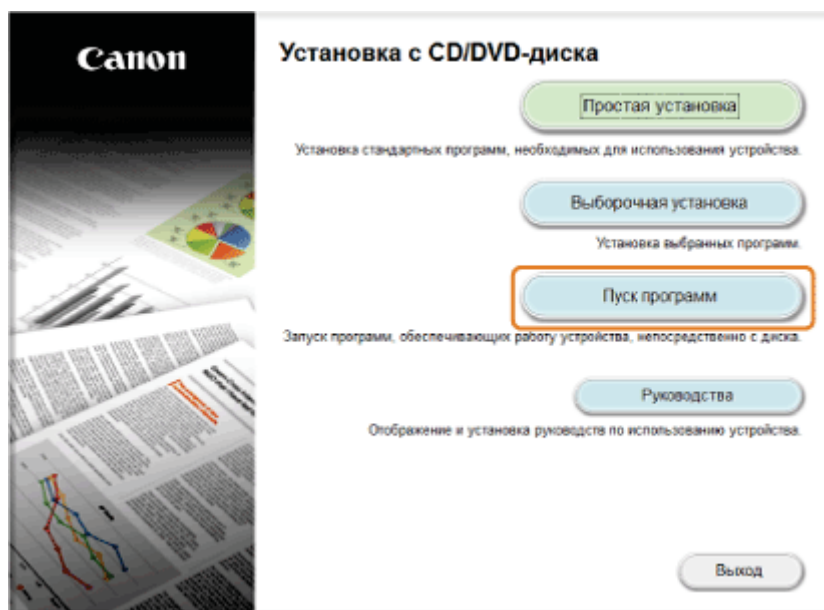 Canon
Установка с CD/DVD-диска
Простая установка
Установка стандартных программ, необходимых для использования устройства.
Выборочная установка
Установка выбранных программ.
Пуск программ
Запуск программ, обеспечивающих работу устройства, непосредственно с диска.
Руководства
Отображение и установка руководств по использованию устройства.
Выход